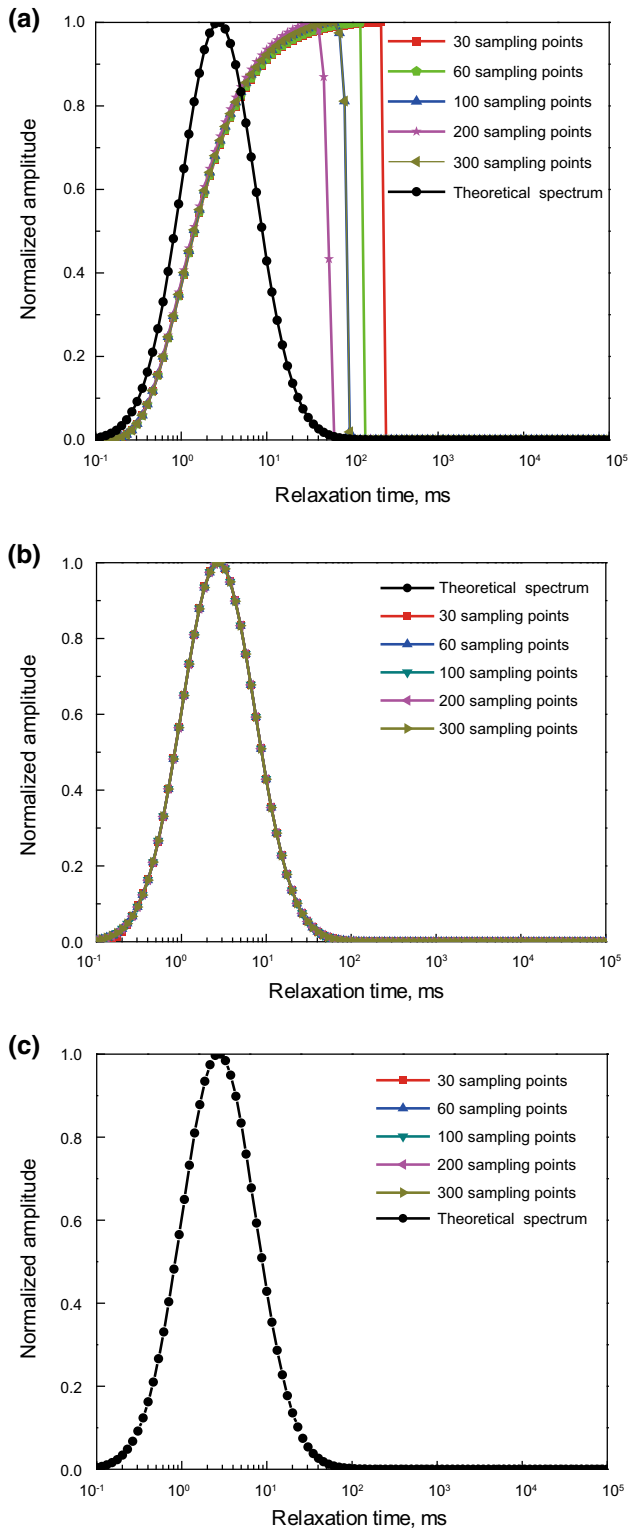 (a)
1.0
0.8
0.6
0.4
0.2
0.0
Normalized amplitude
30 sampling points
60 sampling points
100 sampling points
200 sampling points
300 sampling points
Theoretical spectrum
10⁻¹ 10⁰ 10¹ 10² 10³ 10⁴ 10⁵
Relaxation time, ms
(b)
1.0
0.8
0.6
0.4
0.2
0.0
Normalized amplitude
Theoretical spectrum
30 sampling points
60 sampling points
100 sampling points
200 sampling points
300 sampling points
10⁻¹ 10⁰ 10¹ 10² 10³ 10⁴ 10⁵
Relaxation time, ms
(c)
1.0
0.8
0.6
0.4
0.2
0.0
Normalized amplitude
30 sampling points
60 sampling points
100 sampling points
200 sampling points
300 sampling points
Theoretical spectrum
10⁻¹ 10⁰ 10¹ 10² 10³ 10⁴ 10⁵
Relaxation time, ms